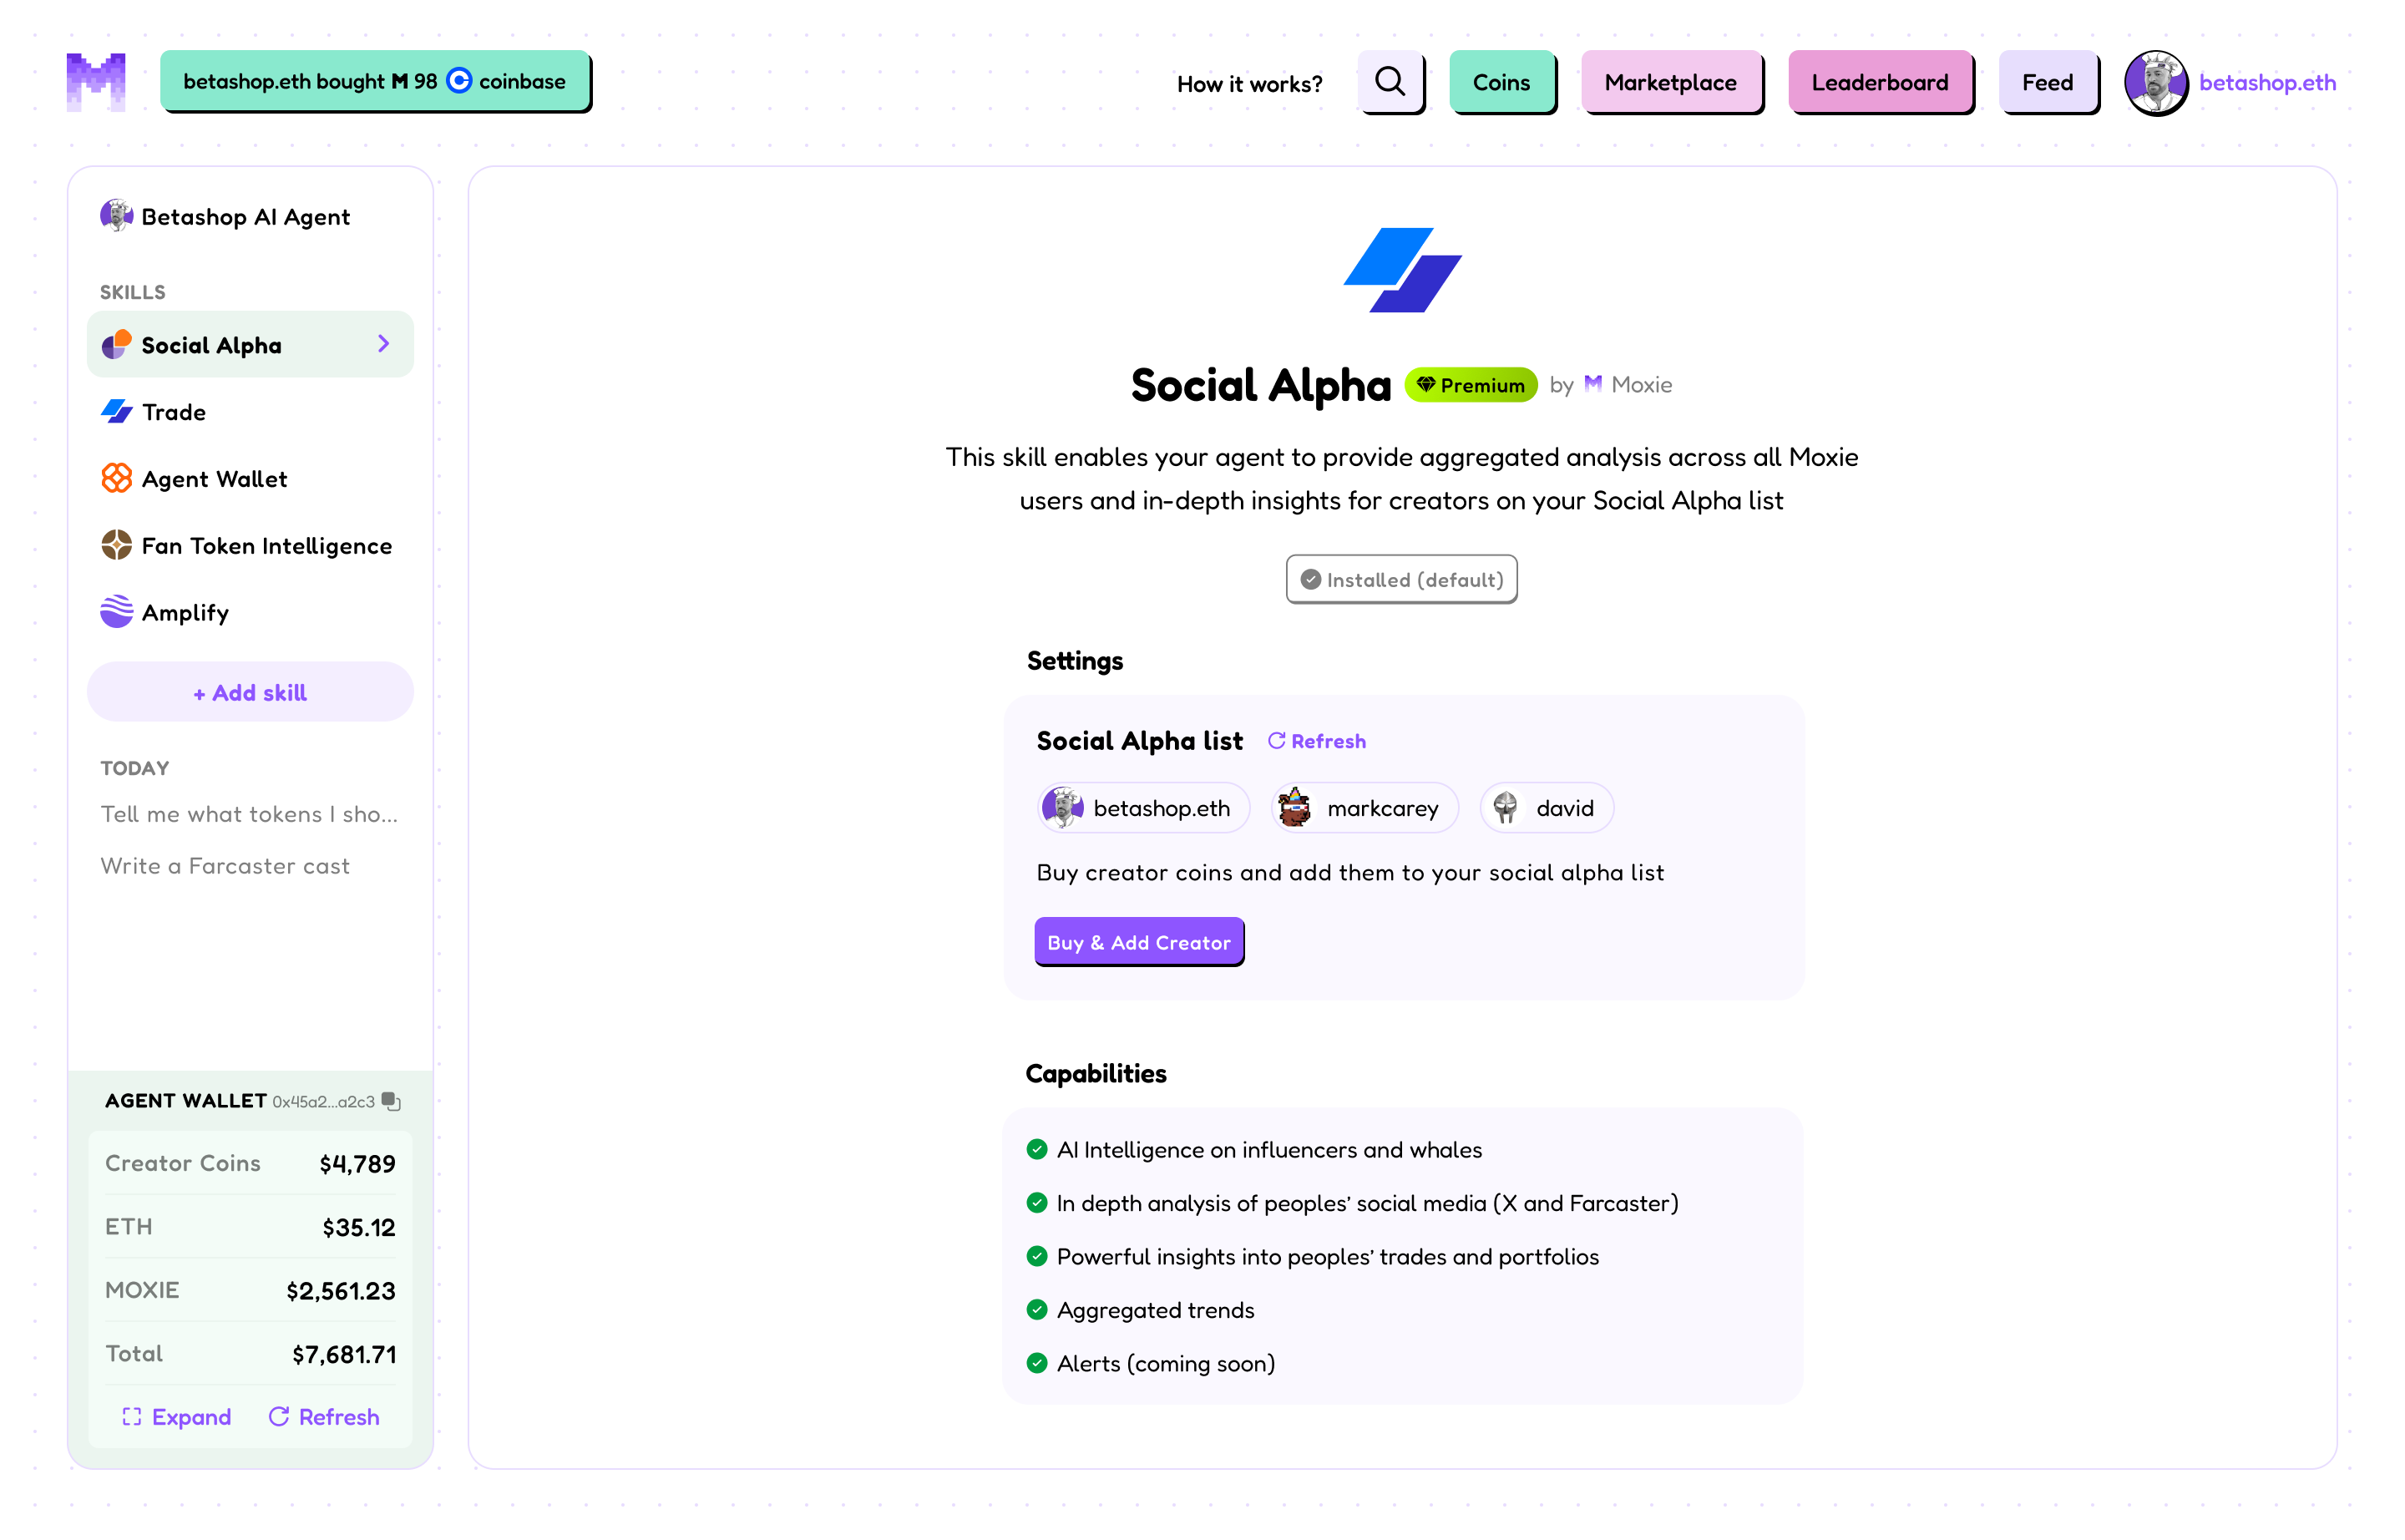 betashop.eth bought M 98 coinbase
How it works?
Coins
Marketplace
Leaderboard
Feed
betashop.eth
Betashop AI Agent
SKILLS
Social Alpha
Trade
Agent Wallet
Fan Token Intelligence
Amplify
+ Add skill
TODAY
Tell me what tokens I sho...
Write a Farcaster cast
AGENT WALLET 0x45a2...a2c3
Creator Coins $4,789
ETH $35.12
MOXIE $2,561.23
Total $7,681.71
Expand Refresh
Social Alpha Premium by Moxie
This skill enables your agent to provide aggregated analysis across all Moxie
users and in-depth insights for creators on your Social Alpha list
Installed (default)
Settings
Social Alpha list Refresh
betashop.eth markcarey david
Buy creator coins and add them to your social alpha list
Buy & Add Creator
Capabilities
AI Intelligence on influencers and whales
In depth analysis of peoples’ social media (X and Farcaster)
Powerful insights into peoples’ trades and portfolios
Aggregated trends
Alerts (coming soon)